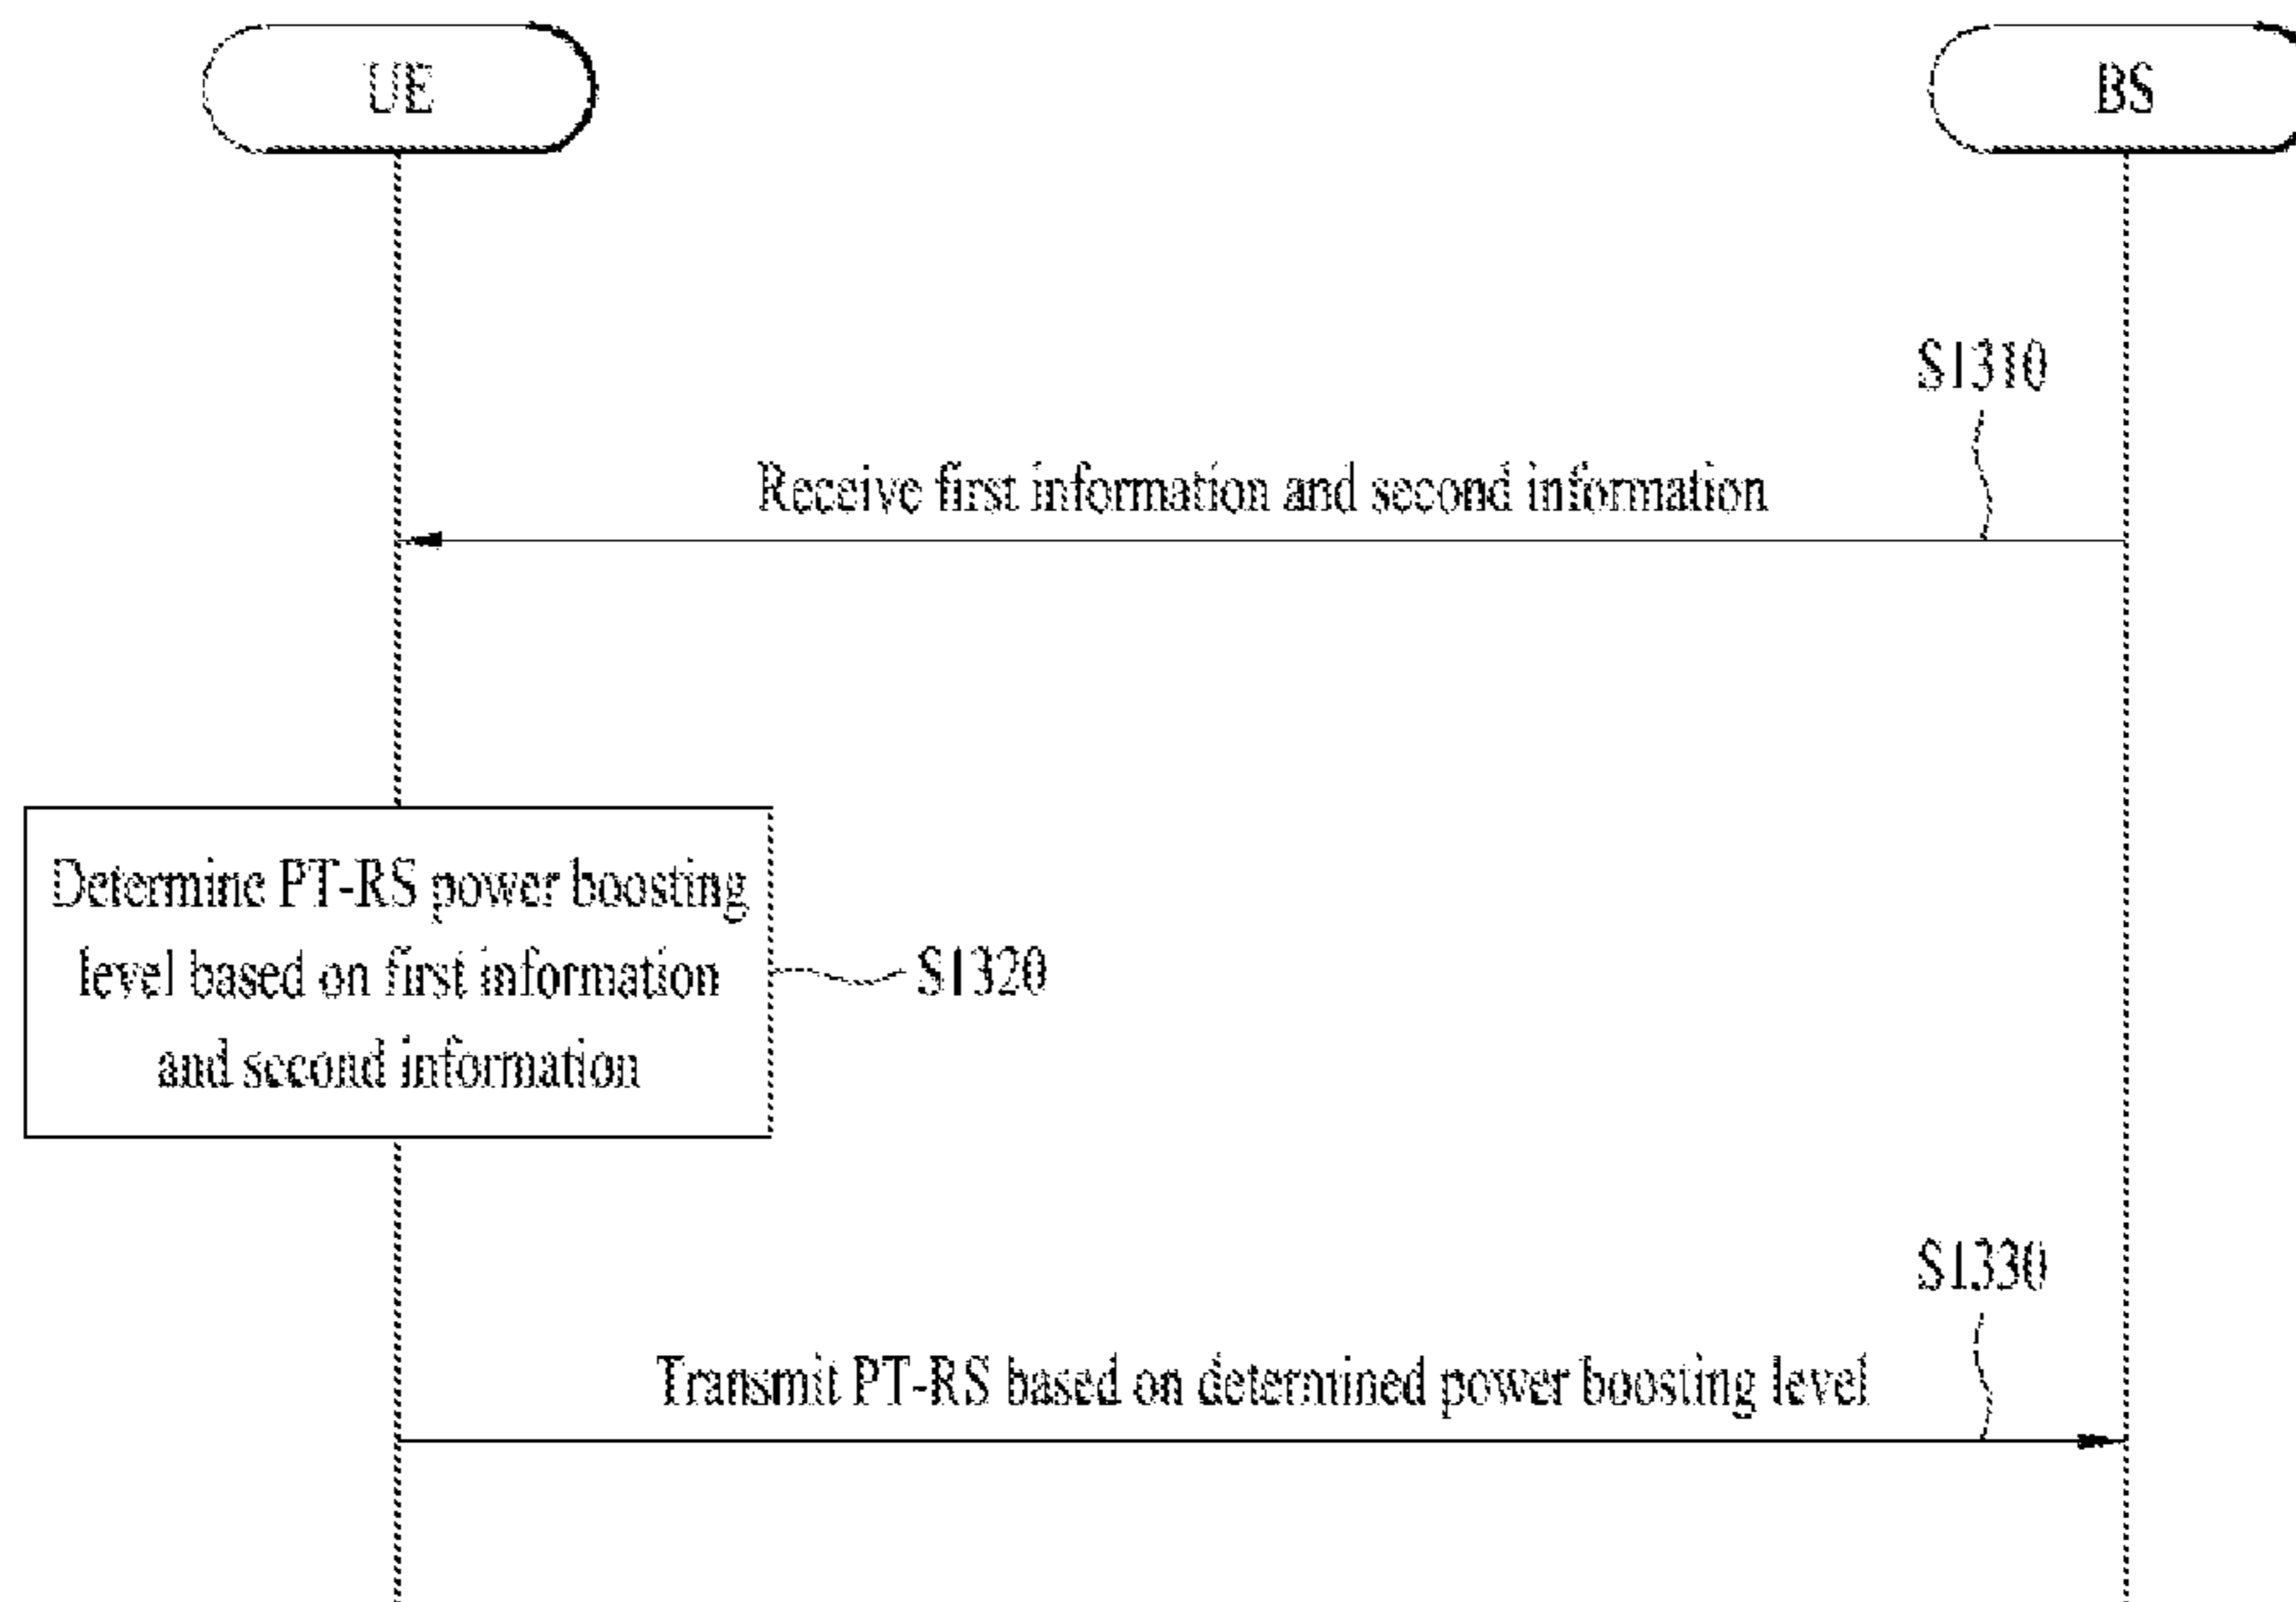 UE
BS
S1310
Receive first information and second information
Determine PT-RS power boosting
level based on first information
and second information
S1320
S1330
Transmit PT-RS based on determined power boosting level